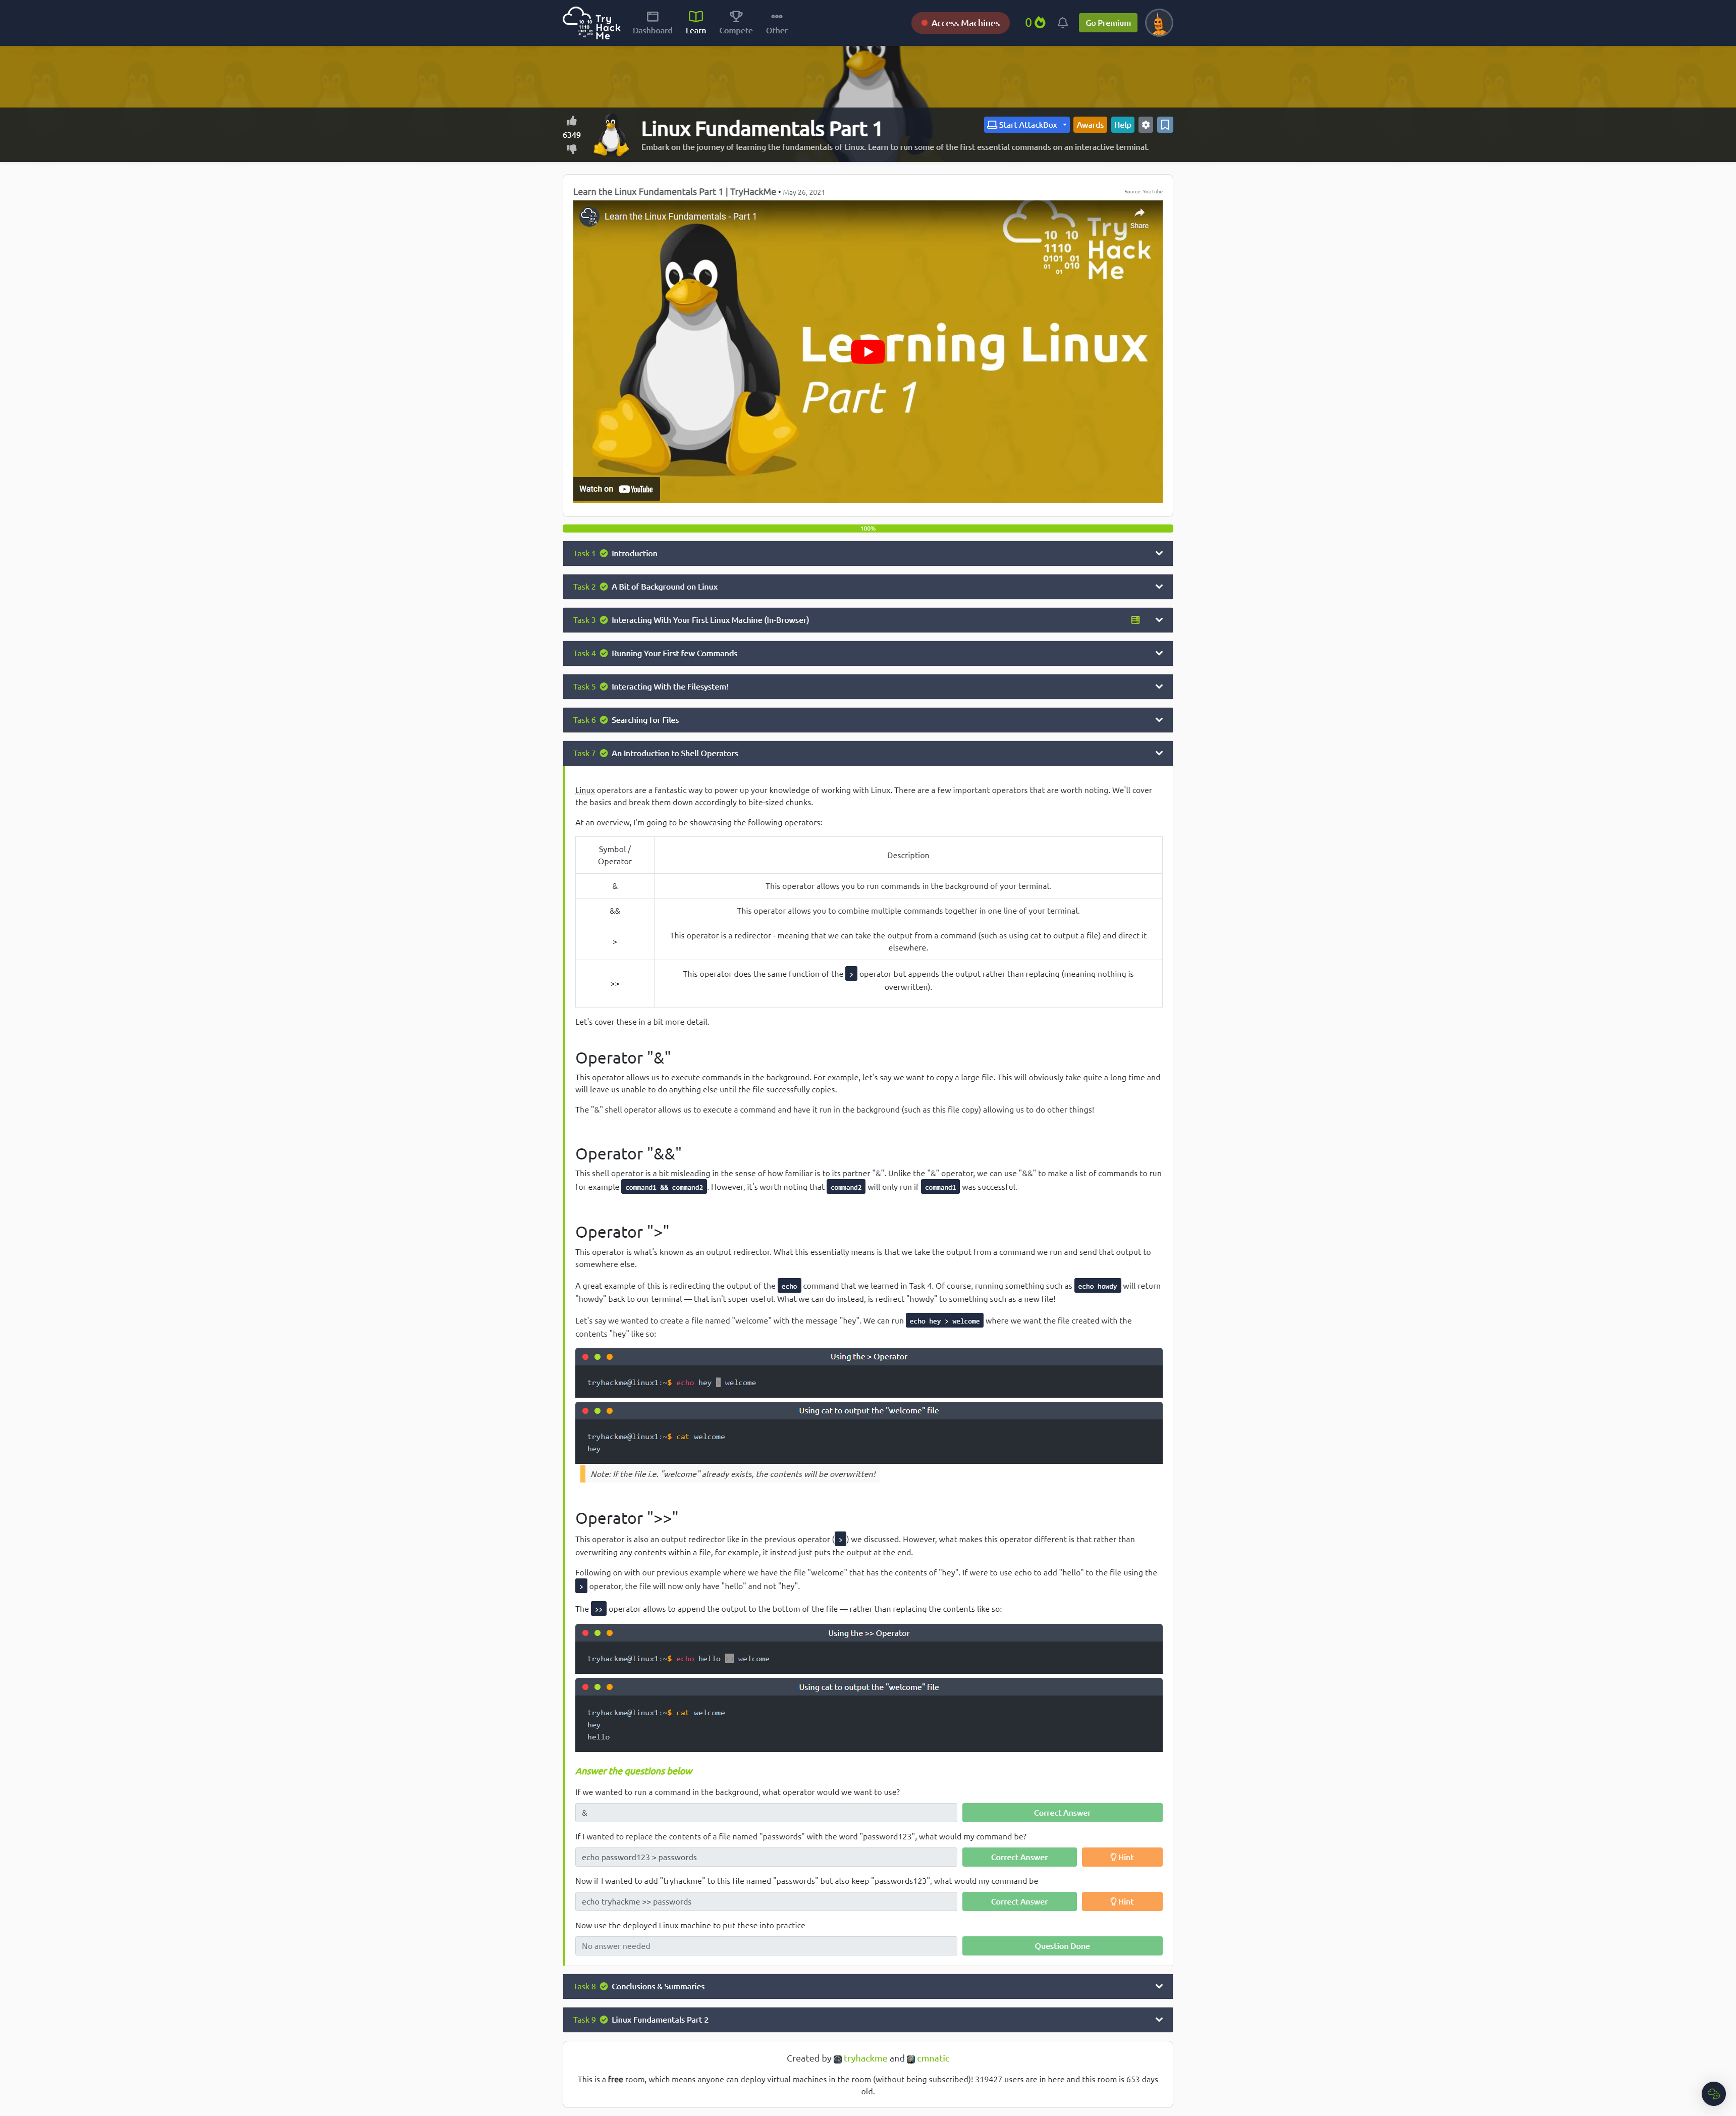 Try
Hack
Me
Dashboard
Learn
Compete
Other
Access Machines
0
Go Premium
6349
Linux Fundamentals Part 1
Embark on the journey of learning the fundamentals of Linux. Learn to run some of the first essential commands on an interactive terminal.
Start AttackBox
Awards
Help
Learn the Linux Fundamentals Part 1 | TryHackMe • May 26, 2021
Source: YouTube
Learn the Linux Fundamentals - Part 1
Share
10 10
1110
0101 01
01 010
01
Try
Hack
Me
Learning Linux
Part 1
Watch on YouTube
100%
Task 1 Introduction
Task 2 A Bit of Background on Linux
Task 3 Interacting With Your First Linux Machine (In-Browser)
Task 4 Running Your First few Commands
Task 5 Interacting With the Filesystem!
Task 6 Searching for Files
Task 7 An Introduction to Shell Operators
Linux operators are a fantastic way to power up your knowledge of working with Linux. There are a few important operators that are worth noting. We'll cover
the basics and break them down accordingly to bite-sized chunks.
At an overview, I'm going to be showcasing the following operators:
Symbol /
Operator
Description
&
This operator allows you to run commands in the background of your terminal.
&&
This operator allows you to combine multiple commands together in one line of your terminal.
>
This operator is a redirector - meaning that we can take the output from a command (such as using cat to output a file) and direct it
elsewhere.
>>
This operator does the same function of the > operator but appends the output rather than replacing (meaning nothing is
overwritten).
Let's cover these in a bit more detail.
Operator "&"
This operator allows us to execute commands in the background. For example, let's say we want to copy a large file. This will obviously take quite a long time and
will leave us unable to do anything else until the file successfully copies.
The "&" shell operator allows us to execute a command and have it run in the background (such as this file copy) allowing us to do other things!
Operator "&&"
This shell operator is a bit misleading in the sense of how familiar is to its partner "&". Unlike the "&" operator, we can use "&&" to make a list of commands to run
for example command1 && command2. However, it's worth noting that command2 will only run if command1 was successful.
Operator ">"
This operator is what's known as an output redirector. What this essentially means is that we take the output from a command we run and send that output to
somewhere else.
A great example of this is redirecting the output of the echo command that we learned in Task 4. Of course, running something such as echo howdy will return
"howdy" back to our terminal — that isn't super useful. What we can do instead, is redirect "howdy" to something such as a new file!
Let's say we wanted to create a file named "welcome" with the message "hey". We can run echo hey > welcome where we want the file created with the
contents "hey" like so:
Using the > Operator
tryhackme@linux1:~$ echo hey > welcome
Using cat to output the "welcome" file
tryhackme@linux1:~$ cat welcome
hey
Note: If the file i.e. "welcome" already exists, the contents will be overwritten!
Operator ">>"
This operator is also an output redirector like in the previous operator (>) we discussed. However, what makes this operator different is that rather than
overwriting any contents within a file, for example, it instead just puts the output at the end.
Following on with our previous example where we have the file "welcome" that has the contents of "hey". If were to use echo to add "hello" to the file using the
> operator, the file will now only have "hello" and not "hey".
The >> operator allows to append the output to the bottom of the file — rather than replacing the contents like so:
Using the >> Operator
tryhackme@linux1:~$ echo hello >> welcome
Using cat to output the "welcome" file
tryhackme@linux1:~$ cat welcome
hey
hello
Answer the questions below
If we wanted to run a command in the background, what operator would we want to use?
&
Correct Answer
If I wanted to replace the contents of a file named "passwords" with the word "password123", what would my command be?
echo password123 > passwords
Correct Answer
Hint
Now if I wanted to add "tryhackme" to this file named "passwords" but also keep "passwords123", what would my command be
echo tryhackme >> passwords
Correct Answer
Hint
Now use the deployed Linux machine to put these into practice
No answer needed
Question Done
Task 8 Conclusions & Summaries
Task 9 Linux Fundamentals Part 2
Created by tryhackme and cmnatic
This is a free room, which means anyone can deploy virtual machines in the room (without being subscribed)! 319427 users are in here and this room is 653 days
old.